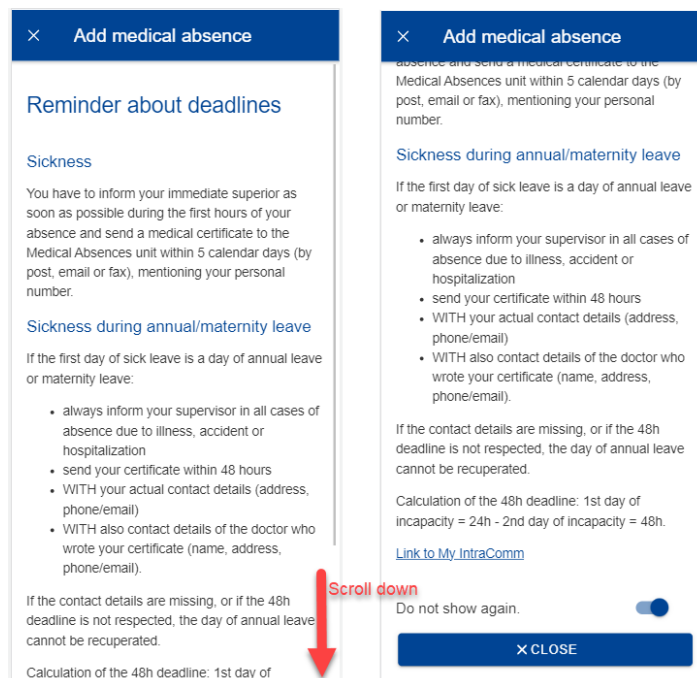 × Add medical absence
Reminder about deadlines
Sickness
You have to inform your immediate superior as
soon as possible during the first hours of your
absence and send a medical certificate to the
Medical Absences unit within 5 calendar days (by
post, email or fax), mentioning your personal
number.
Sickness during annual/maternity leave
If the first day of sick leave is a day of annual leave
or maternity leave:
• always inform your supervisor in all cases of
absence due to illness, accident or
hospitalization
• send your certificate within 48 hours
• WITH your actual contact details (address,
phone/email)
• WITH also contact details of the doctor who
wrote your certificate (name, address,
phone/email).
If the contact details are missing, or if the 48h
deadline is not respected, the day of annual leave
cannot be recuperated.
Calculation of the 48h deadline: 1st day of
Scroll down
× Add medical absence
absence and send a medical certificate to the
Medical Absences unit within 5 calendar days (by
post, email or fax), mentioning your personal
number.
Sickness during annual/maternity leave
If the first day of sick leave is a day of annual leave
or maternity leave:
• always inform your supervisor in all cases of
absence due to illness, accident or
hospitalization
• send your certificate within 48 hours
• WITH your actual contact details (address,
phone/email)
• WITH also contact details of the doctor who
wrote your certificate (name, address,
phone/email).
If the contact details are missing, or if the 48h
deadline is not respected, the day of annual leave
cannot be recuperated.
Calculation of the 48h deadline: 1st day of
incapacity = 24h - 2nd day of incapacity = 48h.
Link to My IntraComm
Do not show again.
× CLOSE